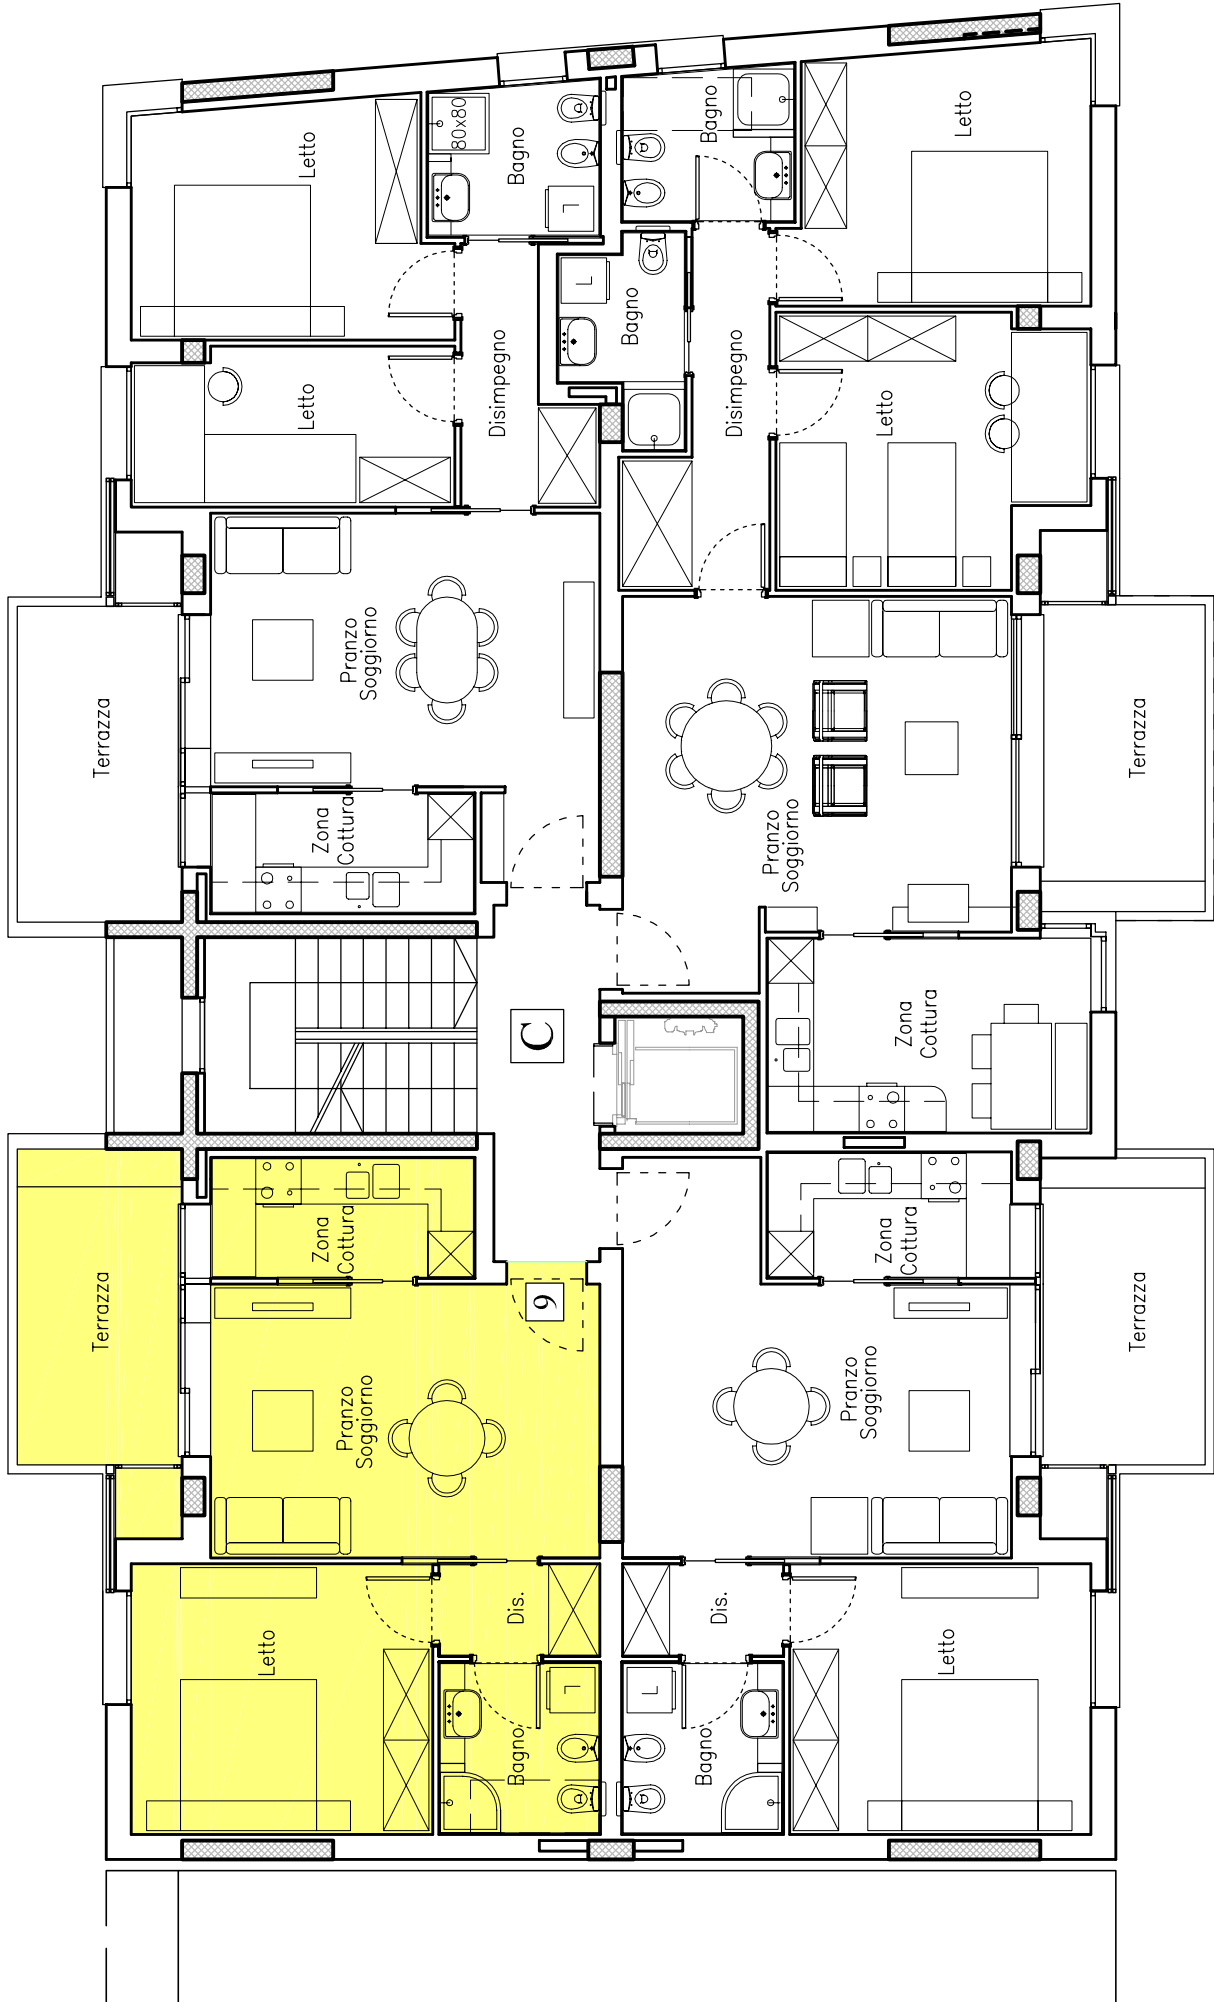 Letto
80x80
Bagno
Bagno
Letto
Letto
Disimpegno
Bagno
Disimpegno
Letto
L
L
Terrazza
Pranzo
Soggiorno
Terrazza
Zona
Cottura
Pranzo
Soggiorno
C
Zona
Cottura
Terrazza
Zona
Cottura
9
Zona
Cottura
Terrazza
Pranzo
Soggiorno
Pranzo
Soggiorno
Dis.
Dis.
Letto
Bagno
L
L
Bagno
Letto